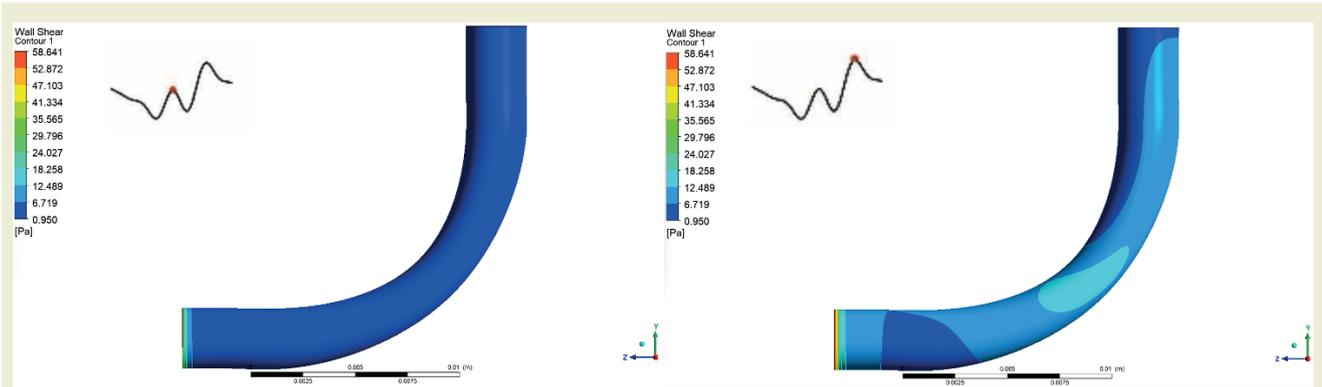 Wall Shear
Contour 1
58.641
52.872
47.103
41.334
35.565
29.796
24.027
18.258
12.489
6.719
0.950
[Pa]
0.005
0.01 (m)
0.0025
0.0075
Y
Z
Wall Shear
Contour 1
58.641
52.872
47.103
41.334
35.565
29.796
24.027
18.258
12.489
6.719
0.950
[Pa]
0.005
0.01 (m)
0.0025
0.0075
Y
Z